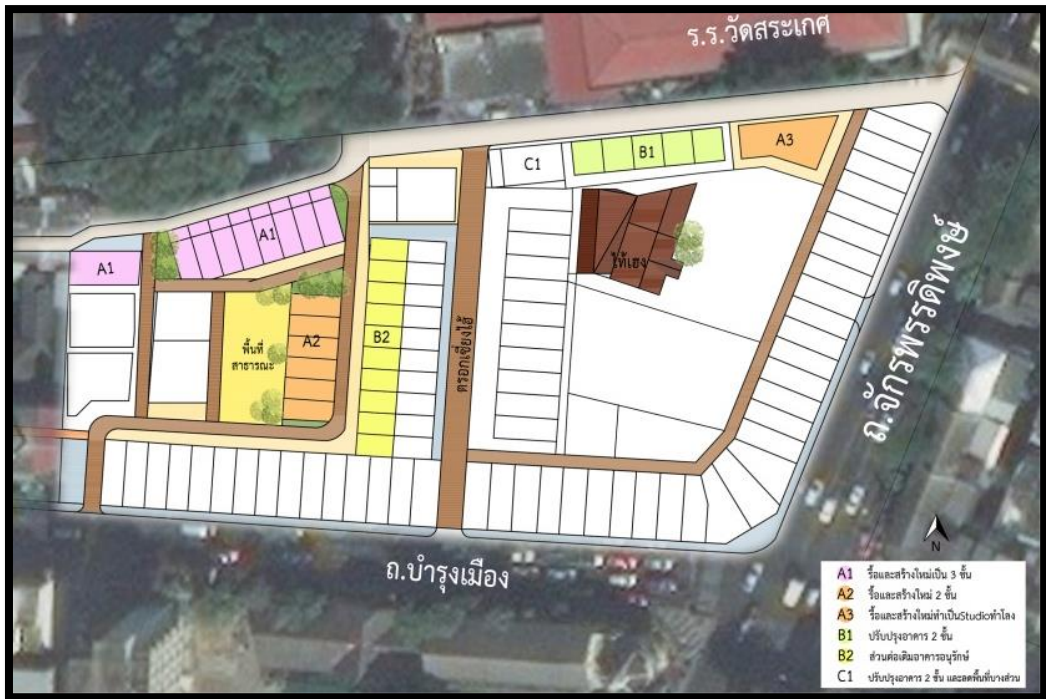 ร.ร.วัดสระเกศ
A3
B1
C1
A1
A1
ไท้เฮง
พื้นที่
สาธารณะ
A2
B2
ตรอกเซี่ยงไฮ้
ถ.จักรพรรดิพงษ์
ถ.บำรุงเมือง
N
A1 รื้อและสร้างใหม่เป็น 3 ชั้น
A2 รื้อและสร้างใหม่ 2 ชั้น
A3 รื้อและสร้างใหม่ทำเป็นStudioทำโลง
B1 ปรับปรุงอาคาร 2 ชั้น
B2 ส่วนต่อเติมอาคารอนุรักษ์
C1 ปรับปรุงอาคาร 2 ชั้น และลดพื้นที่บางส่วน